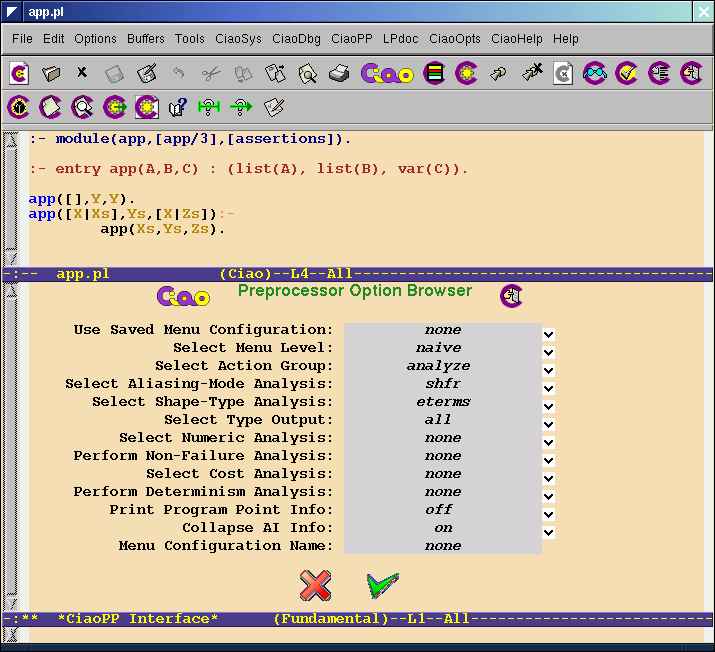 app.pl
File Edit Options Buffers Tools CiaoSys CiaoDbg CiaoPP LPdoc CiaoOpts CiaoHelp Help
Ciao
:- module(app,[app/3],[assertions]).
:- entry app(A,B,C) : (list(A), list(B), var(C)).
app([],Y,Y).
app([X|Xs],Ys,[X|Zs]):-
app(Xs,Ys,Zs).
-:-- app.pl (Ciao)--L4--All----------------------------------------
Ciao Preprocessor Option Browser
Use Saved Menu Configuration: none
Select Menu Level: naive
Select Action Group: analyze
Select Aliasing-Mode Analysis: shfr
Select Shape-Type Analysis: eterms
Select Type Output: all
Select Numeric Analysis: none
Perform Non-Failure Analysis: none
Select Cost Analysis: none
Perform Determinism Analysis: none
Print Program Point Info: off
Collapse AI Info: on
Menu Configuration Name: none
-:** *CiaoPP Interface* (Fundamental)--L1--All---------------------------